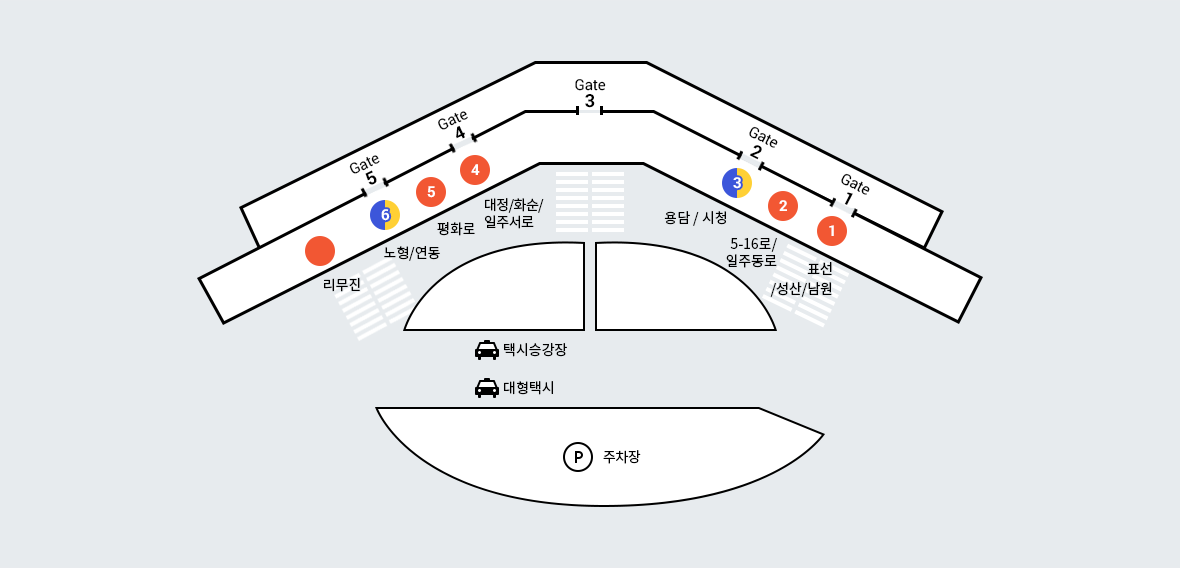 Gate
3
Gate
4
Gate
2
Gate
5
Gate
1
4
5
6
3
2
1
대정/화순/
일주서로
평화로
노형/연동
리무진
용담 / 시청
5-16로/
일주동로
표선
/성산/남원
택시승강장
대형택시
P 주차장